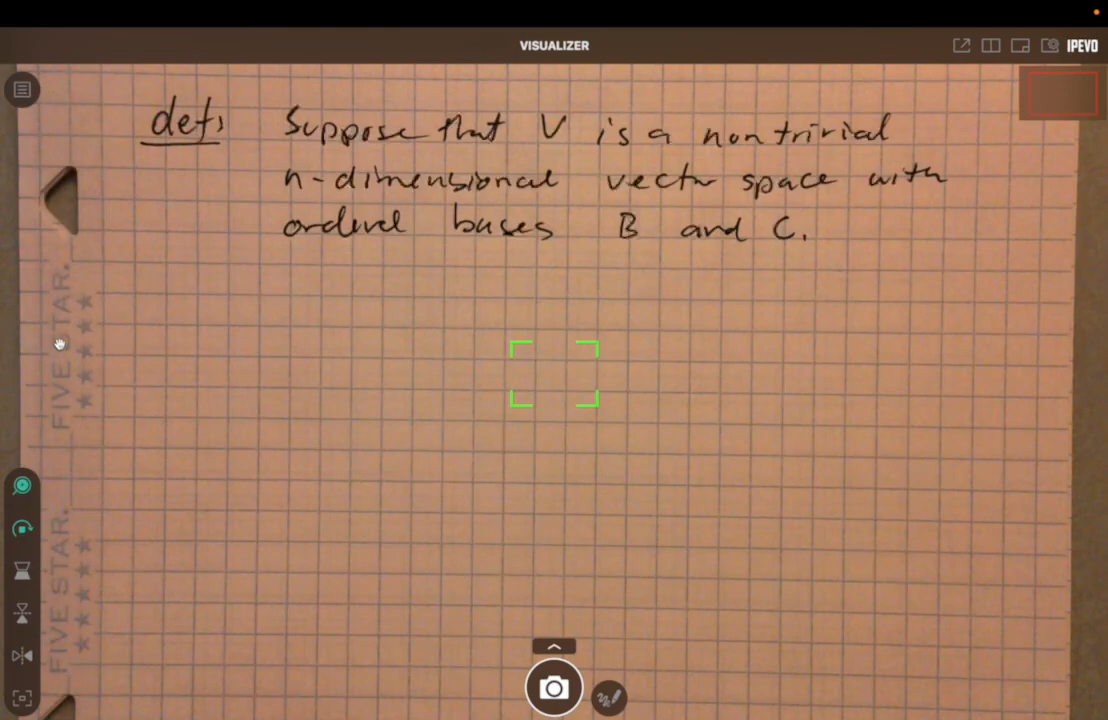 VISUALIZER
IPEVO
def: Suppose that V is a nontrivial
n-dimensional vector space with
ordered bases B and C.
FIVE STAR.
FIVE STAR.